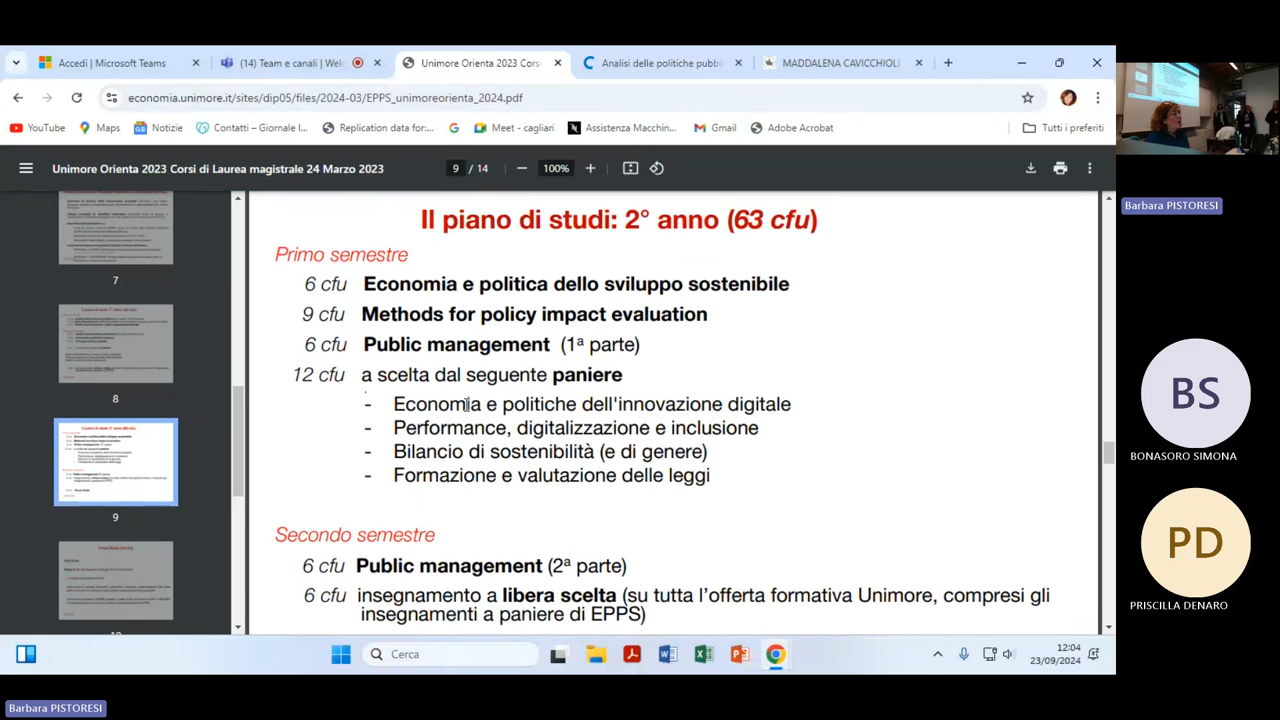 Accedi | Microsoft Teams
(14) Team e canali | Welc
Unimore Orienta 2023 Cors
Analisi delle politiche pubbl
MADDALENA CAVICCHIOLI
economia.unimore.it/sites/dip05/files/2024-03/EPPS_unimoreorienta_2024.pdf
YouTube
Maps
Notizie
Contatti – Giornale I...
Replication data for:...
Meet - cagliari
Assistenza Macchin...
Gmail
Adobe Acrobat
Tutti i preferiti
Unimore Orienta 2023 Corsi di Laurea magistrale 24 Marzo 2023
9 / 14
100%
7
8
9
Il piano di studi: 2° anno (63 cfu)
Primo semestre
6 cfu Economia e politica dello sviluppo sostenibile
9 cfu Methods for policy impact evaluation
6 cfu Public management (1ª parte)
12 cfu a scelta dal seguente paniere
- Economia e politiche dell'innovazione digitale
- Performance, digitalizzazione e inclusione
- Bilancio di sostenibilità (e di genere)
- Formazione e valutazione delle leggi
Secondo semestre
6 cfu Public management (2ª parte)
6 cfu insegnamento a libera scelta (su tutta l'offerta formativa Unimore, compresi gli
insegnamenti a paniere di EPPS)
Cerca
12:04
23/09/2024
Barbara PISTORESI
BS
BONASORO SIMONA
PD
PRISCILLA DENARO
Barbara PISTORESI